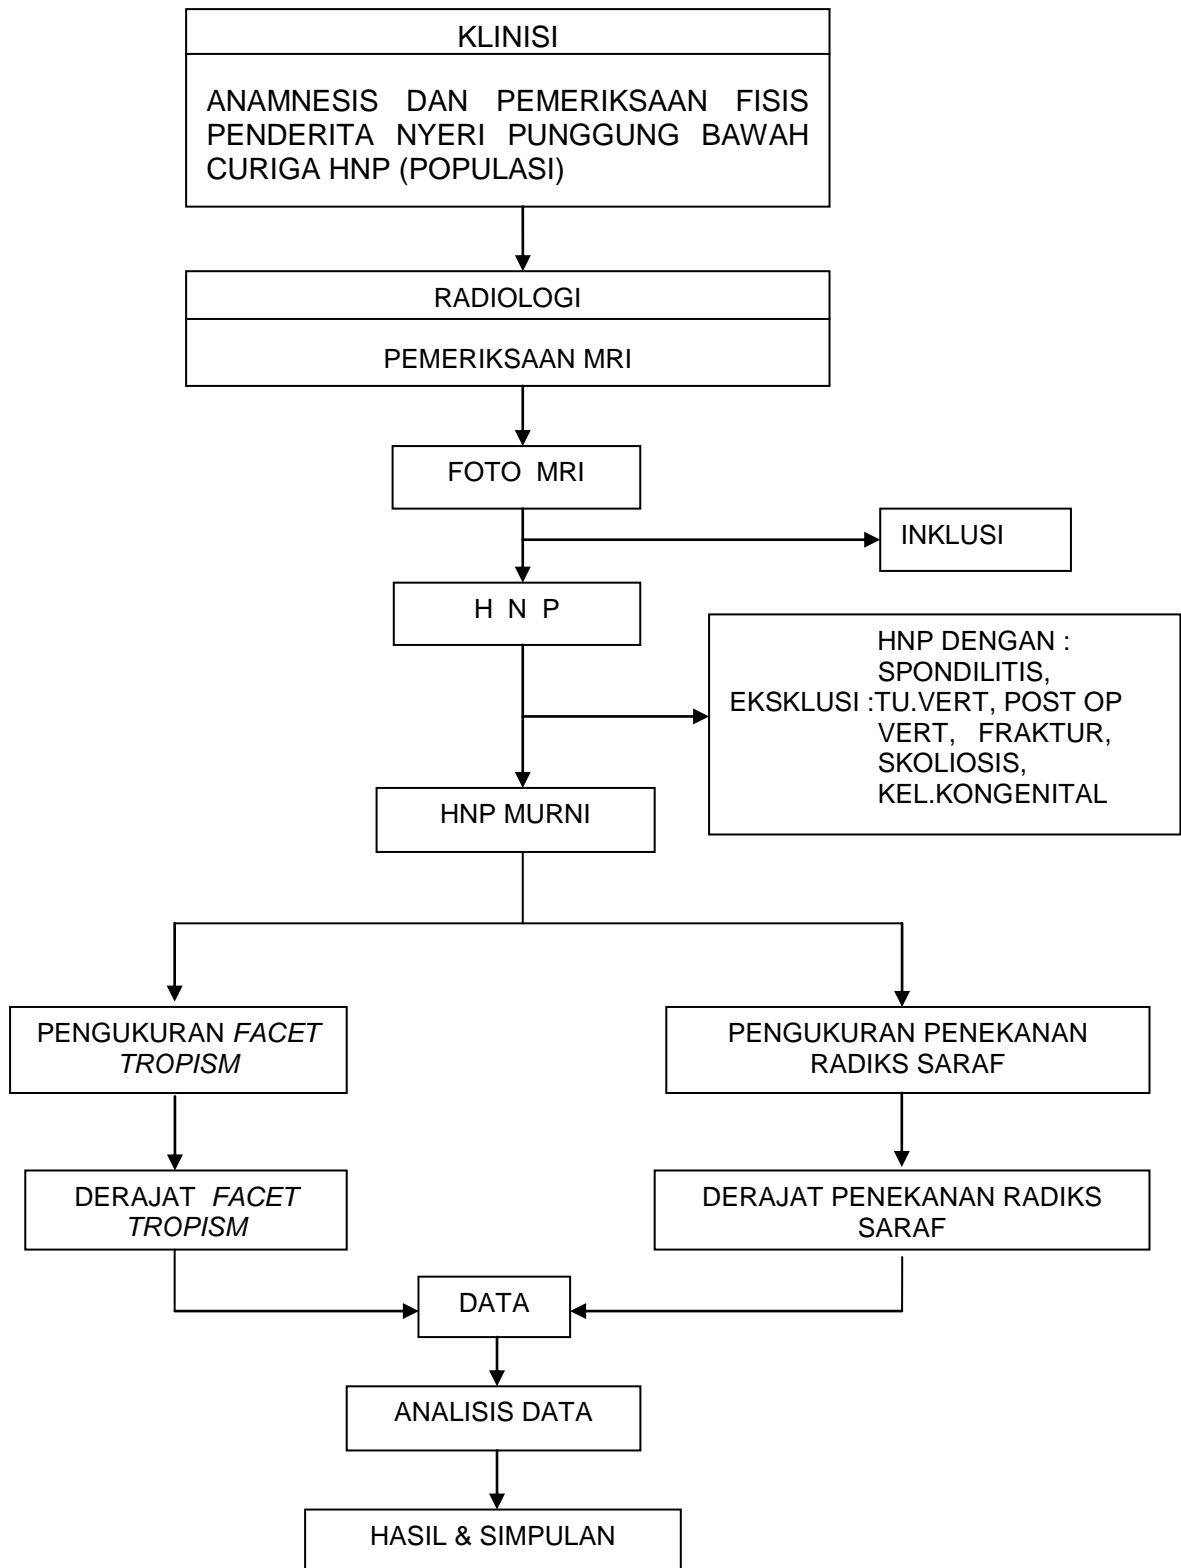 KLINISI
ANAMNESIS DAN PEMERIKSAAN FISIS
PENDERITA NYERI PUNGGUNG BAWAH
CURIGA HNP (POPULASI)
RADIOLOGI
PEMERIKSAAN MRI
FOTO MRI
INKLUSI
H N P
HNP DENGAN :
SPONDILITIS,
EKSKLUSI :TU.VERT, POST OP
VERT, FRAKTUR,
SKOLIOSIS,
KEL.KONGENITAL
HNP MURNI
PENGUKURAN FACET
TROPISM
PENGUKURAN PENEKANAN
RADIKS SARAF
DERAJAT FACET
TROPISM
DERAJAT PENEKANAN RADIKS
SARAF
DATA
ANALISIS DATA
HASIL & SIMPULAN